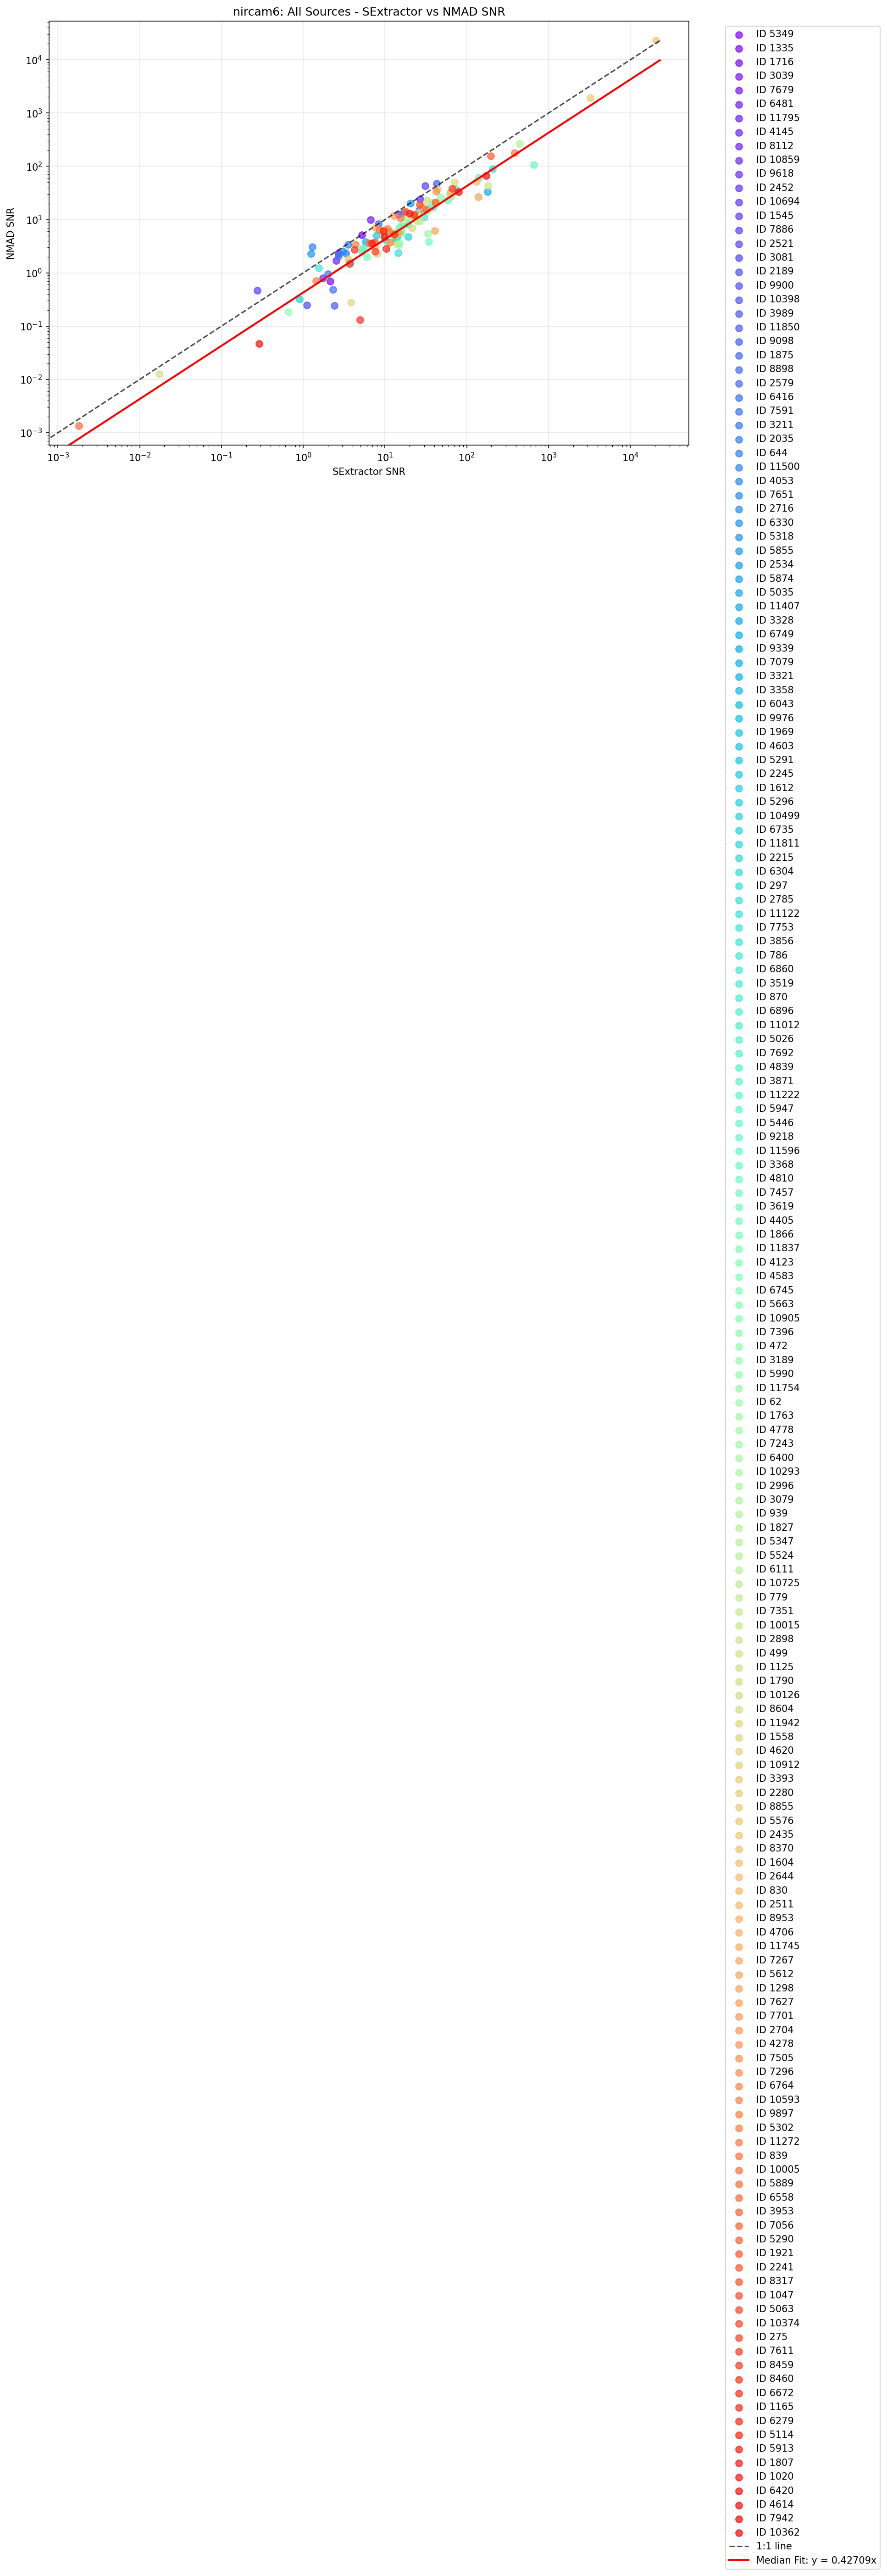 nircam6: All Sources - SExtractor vs NMAD SNR
NMAD SNR
10⁴
10³
10²
10¹
10⁰
10⁻¹
10⁻²
10⁻³
10⁻³ 10⁻² 10⁻¹ 10⁰ 10¹ 10² 10³ 10⁴
SExtractor SNR
ID 5349
ID 1335
ID 1716
ID 3039
ID 7679
ID 6481
ID 11795
ID 4145
ID 8112
ID 10859
ID 9618
ID 2452
ID 10694
ID 1545
ID 7886
ID 2521
ID 3081
ID 2189
ID 9900
ID 10398
ID 3989
ID 11850
ID 9098
ID 1875
ID 8898
ID 2579
ID 6416
ID 7591
ID 3211
ID 2035
ID 644
ID 11500
ID 4053
ID 7651
ID 2716
ID 6330
ID 5318
ID 5855
ID 2534
ID 5874
ID 5035
ID 11407
ID 3328
ID 6749
ID 9339
ID 7079
ID 3321
ID 3358
ID 6043
ID 9976
ID 1969
ID 4603
ID 5291
ID 2245
ID 1612
ID 5296
ID 10499
ID 6735
ID 11811
ID 2215
ID 6304
ID 297
ID 2785
ID 11122
ID 7753
ID 3856
ID 786
ID 6860
ID 3519
ID 870
ID 6896
ID 11012
ID 5026
ID 7692
ID 4839
ID 3871
ID 11222
ID 5947
ID 5446
ID 9218
ID 11596
ID 3368
ID 4810
ID 7457
ID 3619
ID 4405
ID 1866
ID 11837
ID 4123
ID 4583
ID 6745
ID 5663
ID 10905
ID 7396
ID 472
ID 3189
ID 5990
ID 11754
ID 62
ID 1763
ID 4778
ID 7243
ID 6400
ID 10293
ID 2996
ID 3079
ID 939
ID 1827
ID 5347
ID 5524
ID 6111
ID 10725
ID 779
ID 7351
ID 10015
ID 2898
ID 499
ID 1125
ID 1790
ID 10126
ID 8604
ID 11942
ID 1558
ID 4620
ID 10912
ID 3393
ID 2280
ID 8855
ID 5576
ID 2435
ID 8370
ID 1604
ID 2644
ID 830
ID 2511
ID 8953
ID 4706
ID 11745
ID 7267
ID 5612
ID 1298
ID 7627
ID 7701
ID 2704
ID 4278
ID 7505
ID 7296
ID 6764
ID 10593
ID 9897
ID 5302
ID 11272
ID 839
ID 10005
ID 5889
ID 6558
ID 3953
ID 7056
ID 5290
ID 1921
ID 2241
ID 8317
ID 1047
ID 5063
ID 10374
ID 275
ID 7611
ID 8459
ID 8460
ID 6672
ID 1165
ID 6279
ID 5114
ID 5913
ID 1807
ID 1020
ID 6420
ID 4614
ID 7942
ID 10362
1:1 line
Median Fit: y = 0.42709x